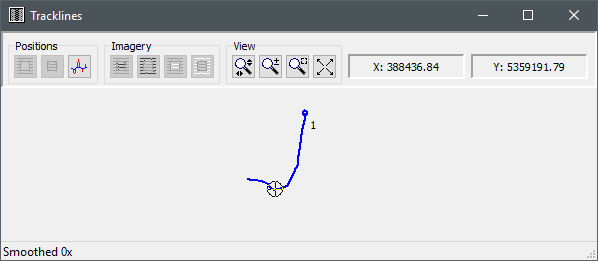 Tracklines
Positions Imagery View
X: 388436.84 Y: 5359191.79
1
Smoothed 0x